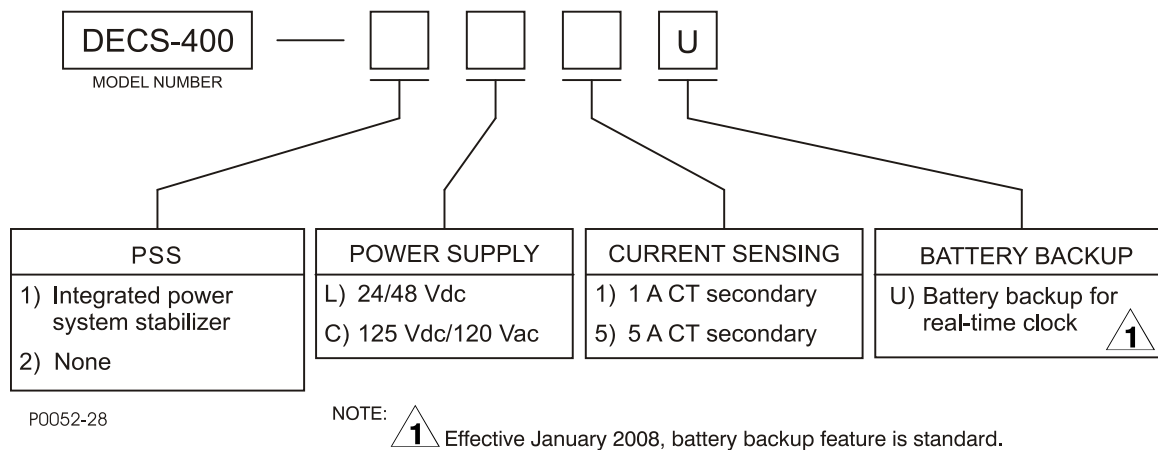 DECS-400
U
MODEL NUMBER
PSS
1) Integrated power
system stabilizer
2) None
POWER SUPPLY
L) 24/48 Vdc
C) 125 Vdc/120 Vac
CURRENT SENSING
1) 1 A CT secondary
5) 5 A CT secondary
BATTERY BACKUP
U) Battery backup for
real-time clock
1
P0052-28
NOTE:
1 Effective January 2008, battery backup feature is standard.